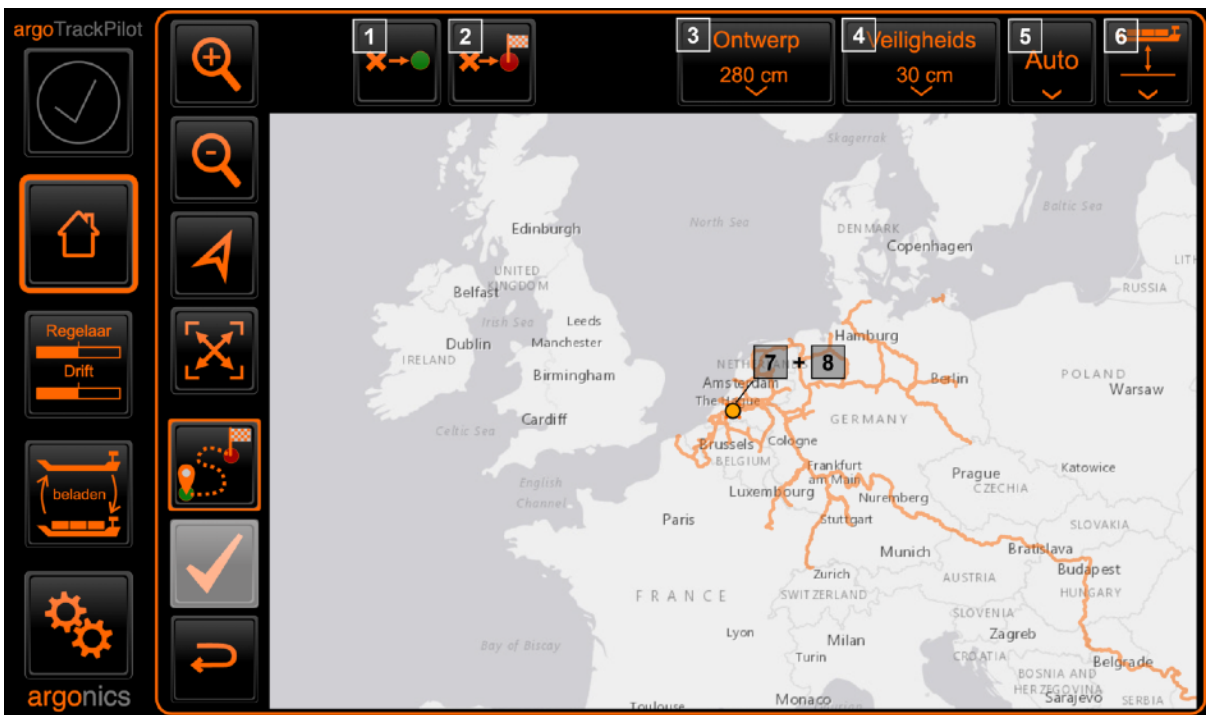 argoTrackPilot
1
2
3 Ontwerp
280 cm
4 Veiligheids
30 cm
5
Auto
6
Regelaar
Drift
beladen
argonics
Skagerrak
Edinburgh
North Sea
DENMARK
Baltic Sea
Copenhagen
UNITED
KINGDOM
Belfast
LITH
RUSSIA
Irish Sea
Leeds
Dublin
Manchester
IRELAND
Hamburg
Birmingham
NETHERLANDS
7 + 8
Amsterdam
Berlin
POLAND
Warsaw
The Hague
Cardiff
GERMANY
Celtic Sea
Brussels
Cologne
BELGIUM
Frankfurt
am Main
Prague
Katowice
English
Channel
Luxembourg
Nuremberg
CZECHIA
Paris
Stuttgart
SLOVAKIA
Munich
Bratislava
Budapest
Zurich
AUSTRIA
HUNGARY
FRANCE
SWITZERLAND
SLOVENIA
Lyon
Zagreb
Bay of Biscay
Milan
Turin
CROATIA
Belgrade
BOSNIA AND
HERZEGOVINA
Monaco
Sarajevo
SERBIA
Toulouse